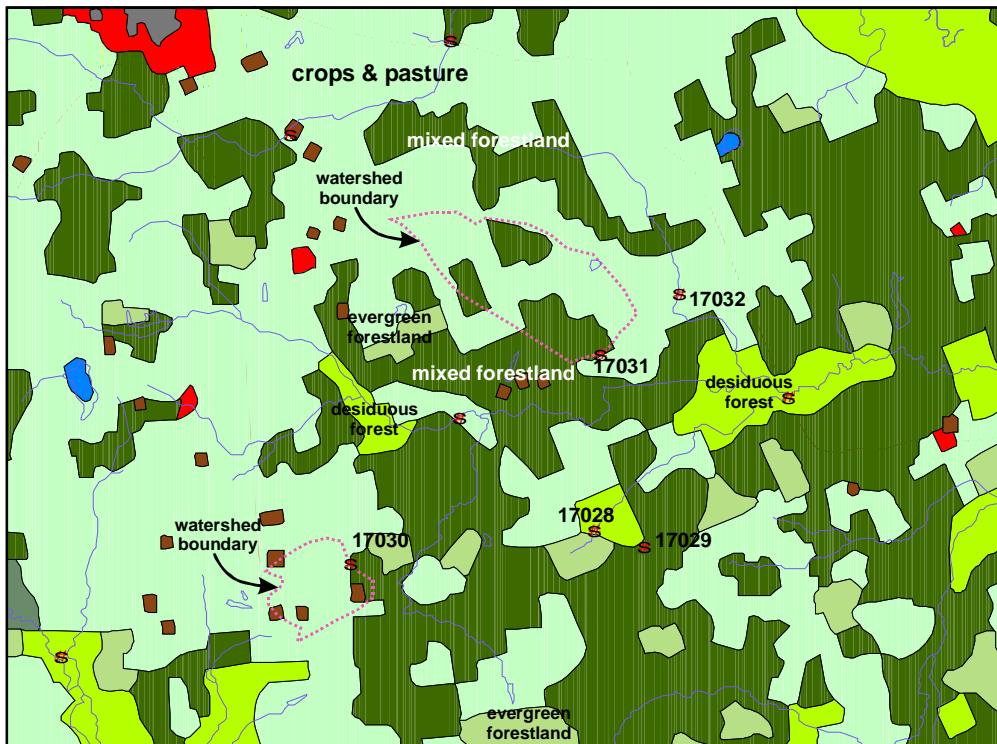 S
crops & pasture
S
mixed forestland
watershed
boundary
S
17032
evergreen
forestland
S
17031
mixed forestland
desiduous
forest
S
desiduous
forest
S
17028
S
watershed
boundary
17030
S
17029
S
S
evergreen
forestland